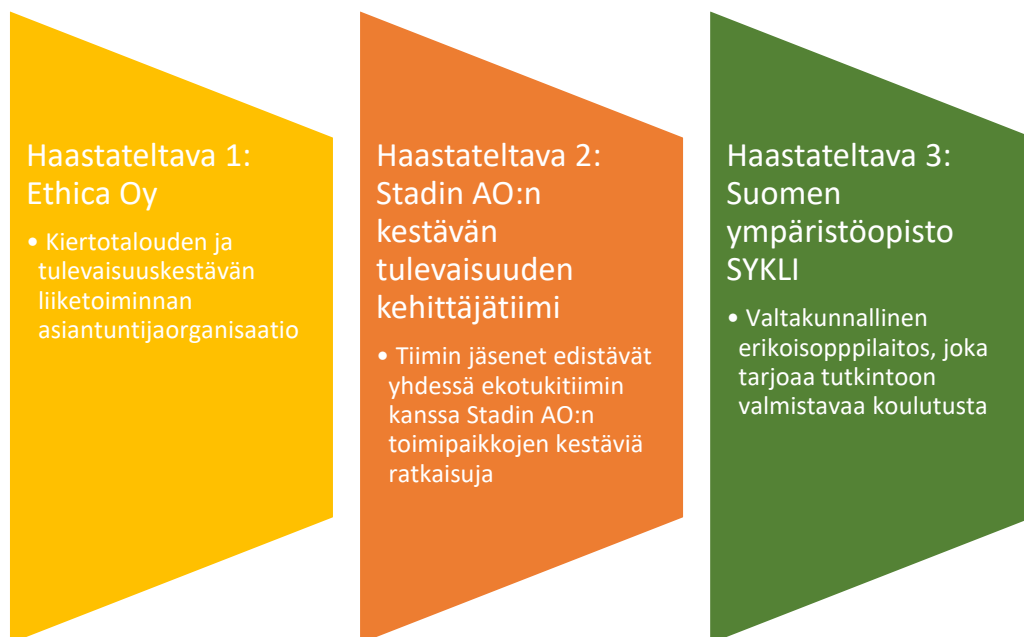 Haastateltava 1:
Ethica Oy
• Kiertotalouden ja
tulevaisuuskestävän
liiketoiminnan
asiantuntijaorganisaatio
Haastateltava 2:
Stadin AO:n
kestävän
tulevaisuuden
kehittäjätiimi
• Tiimin jäsenet edistävät
yhdessä ekotukitiimin
kanssa Stadin AO:n
toimipaikkojen kestäviä
ratkaisuja
Haastateltava 3:
Suomen
ympäristöopisto
SYKLI
• Valtakunnallinen
erikoisopppilaitos, joka
tarjoaa tutkintoon
valmistavaa koulutusta